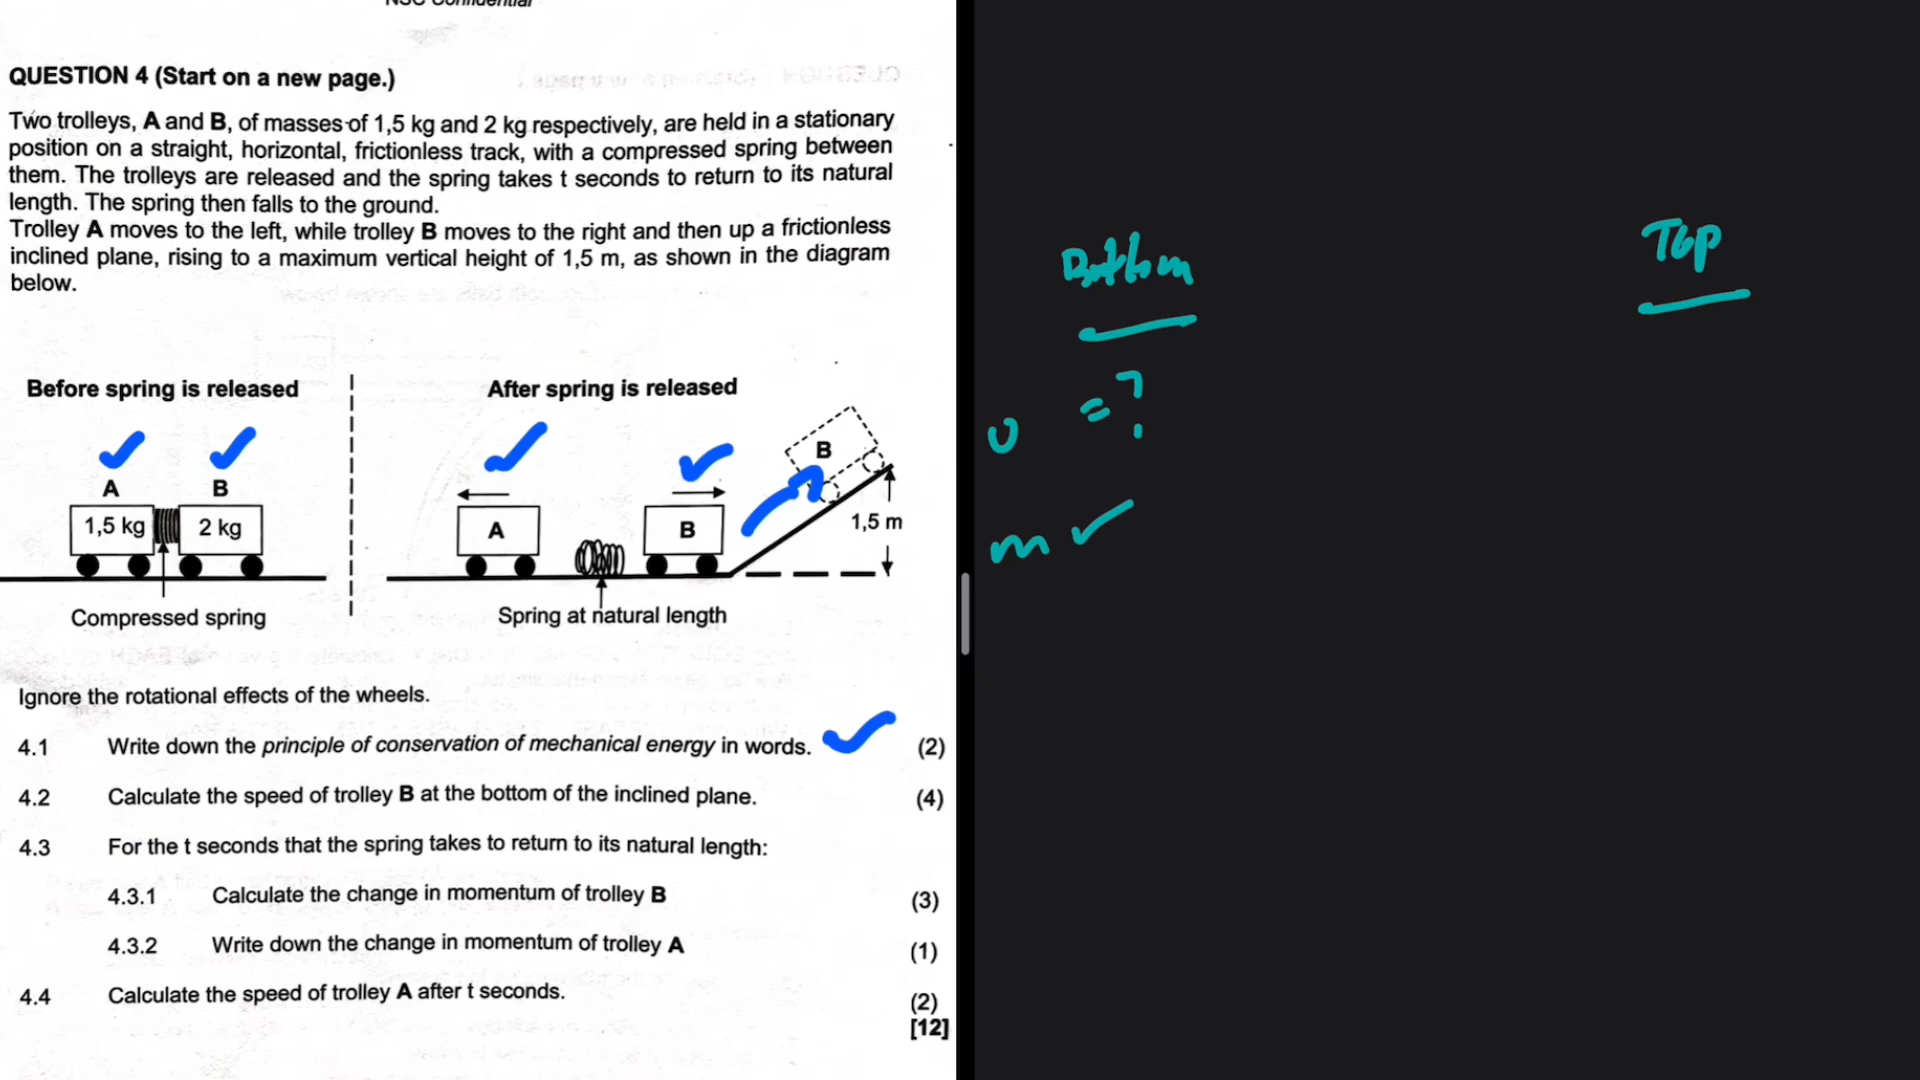 NSC Confidential
QUESTION 4 (Start on a new page.)
Two trolleys, A and B, of masses of 1,5 kg and 2 kg respectively, are held in a stationary
position on a straight, horizontal, frictionless track, with a compressed spring between
them. The trolleys are released and the spring takes t seconds to return to its natural
length. The spring then falls to the ground.
Trolley A moves to the left, while trolley B moves to the right and then up a frictionless
inclined plane, rising to a maximum vertical height of 1,5 m, as shown in the diagram
below.
Before spring is released
After spring is released
A B
1,5 kg 2 kg
A
B
B
1,5 m
Compressed spring
Spring at natural length
Ignore the rotational effects of the wheels.
4.1 Write down the principle of conservation of mechanical energy in words. (2)
4.2 Calculate the speed of trolley B at the bottom of the inclined plane. (4)
4.3 For the t seconds that the spring takes to return to its natural length:
4.3.1 Calculate the change in momentum of trolley B (3)
4.3.2 Write down the change in momentum of trolley A (1)
4.4 Calculate the speed of trolley A after t seconds. (2)
[12]
Bottom
Top
v = ?
m ✓